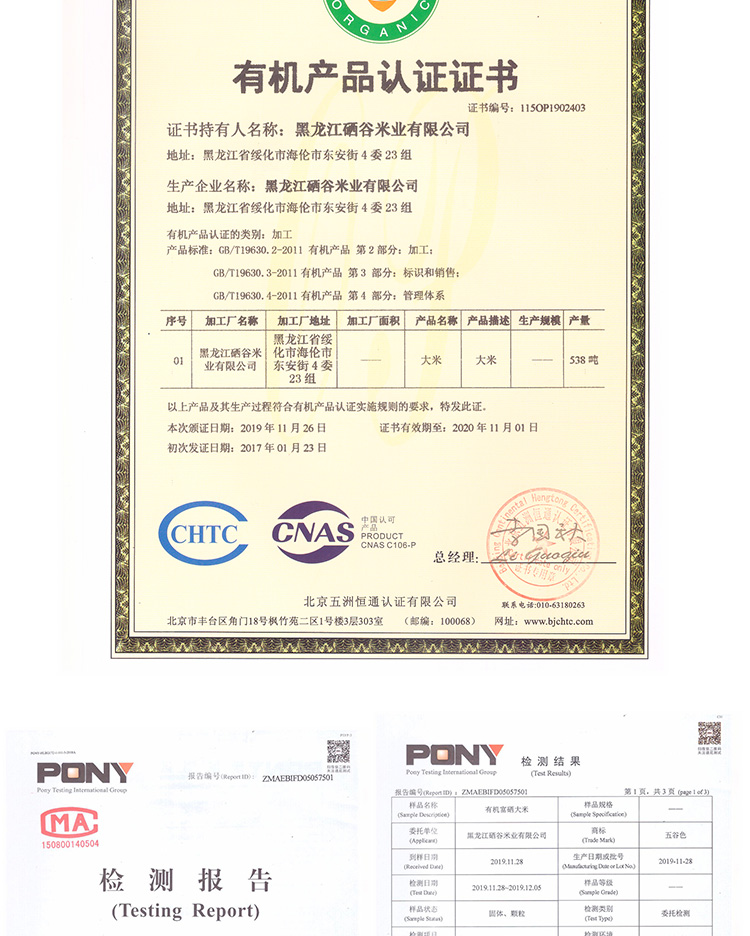 ORGANIC
有机产品认证证书
证书编号：115OP1902403
证书持有人名称：黑龙江硒谷米业有限公司
地址：黑龙江省绥化市海伦市东安街4委23组
生产企业名称：黑龙江硒谷米业有限公司
地址：黑龙江省绥化市海伦市东安街4委23组
有机产品认证的类别：加工
产品标准：GB/T19630.2-2011 有机产品 第2部分：加工；
GB/T19630.3-2011 有机产品 第3 部分：标识和销售；
GB/T19630.4-2011 有机产品 第4 部分：管理体系
序号 加工厂名称 加工厂地址 加工厂面积 产品名称 产品描述 生产规模 产量
01 黑龙江硒谷米业有限公司 黑龙江省绥化市海伦市东安街4委23组 —— 大米 大米 —— 538吨
以上产品及其生产过程符合有机产品认证实施规则的要求，特发此证。
本次颁证日期：2019年11月26日 证书有效期至：2020年11月01日
初次发证日期：2017年01月23日
CHTC
CNAS
中国认可
产品
PRODUCT
CNAS C106-P
总经理：
李国秋
Li Guoqiu
北京五洲恒通认证有限公司
联系电话:010-63180263
北京市丰台区角门18号枫竹苑二区1号楼3层303室 （邮编：100068） 网址：www.bjchtc.com
PONY
Pony Testing International Group
报告编号(Report ID)： ZMAEBIFD05057501
MA
150800140504
检测报告
(Testing Report)
PONY
Pony Testing International Group
检测结果
(Test Results)
报告编号(Report ID)：ZMAEBIFD05057501 第1页，共3页 (page 1 of 3)
样品名称 (Sample Description) 有机富硒大米 样品规格 (Sample Specification) ——
委托单位 (Applicant) 黑龙江硒谷米业有限公司 商标 (Trade Mark) 五谷色
到样日期 (Received Date) 2019.11.28 生产日期或批号 (Manufacturing Date or Lot No.) 2019-11-28
检测日期 (Test Date) 2019.11.28~2019.12.05 样品等级 (Sample Grade) ——
样品状态 (Sample Status) 固体、颗粒 检测类别 (Test Type) 委托检测
检测项目 检测环境